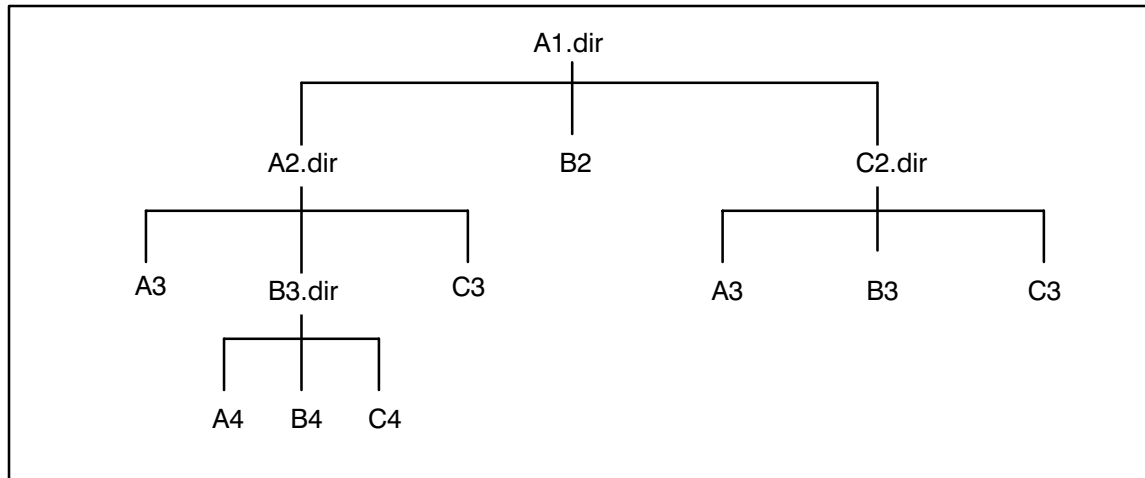 A1.dir
A2.dir B2 C2.dir
A3 B3.dir C3 A3 B3 C3
A4 B4 C4